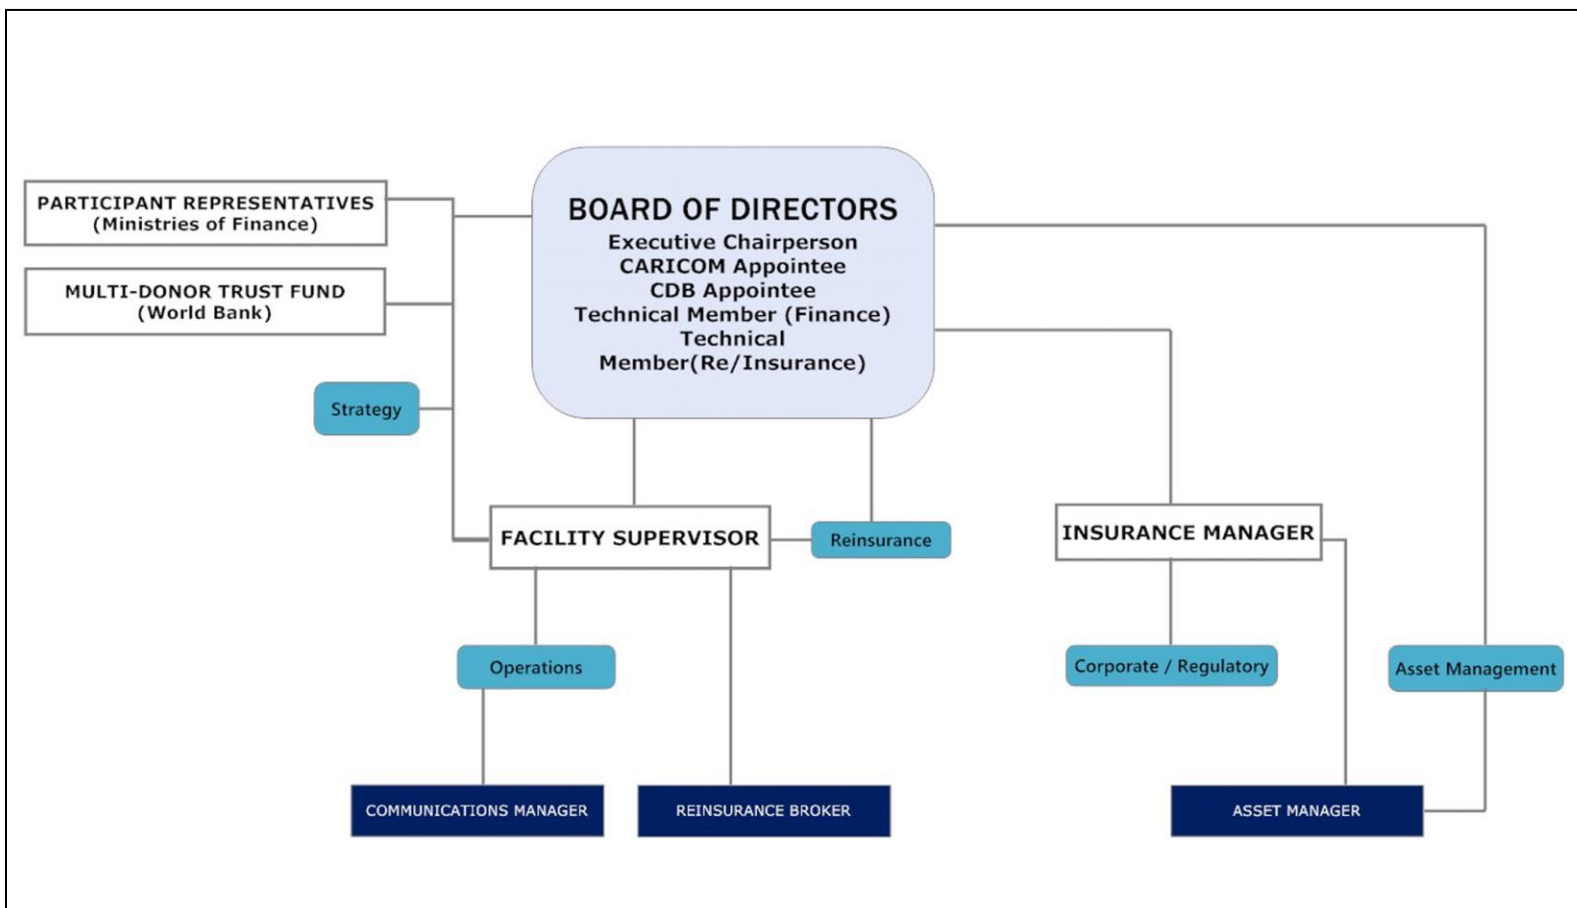 PARTICIPANT REPRESENTATIVES
(Ministries of Finance)
MULTI-DONOR TRUST FUND
(World Bank)
BOARD OF DIRECTORS
Executive Chairperson
CARICOM Appointee
CDB Appointee
Technical Member (Finance)
Technical
Member(Re/Insurance)
Strategy
FACILITY SUPERVISOR
Reinsurance
INSURANCE MANAGER
Operations
Corporate / Regulatory
Asset Management
COMMUNICATIONS MANAGER
REINSURANCE BROKER
ASSET MANAGER